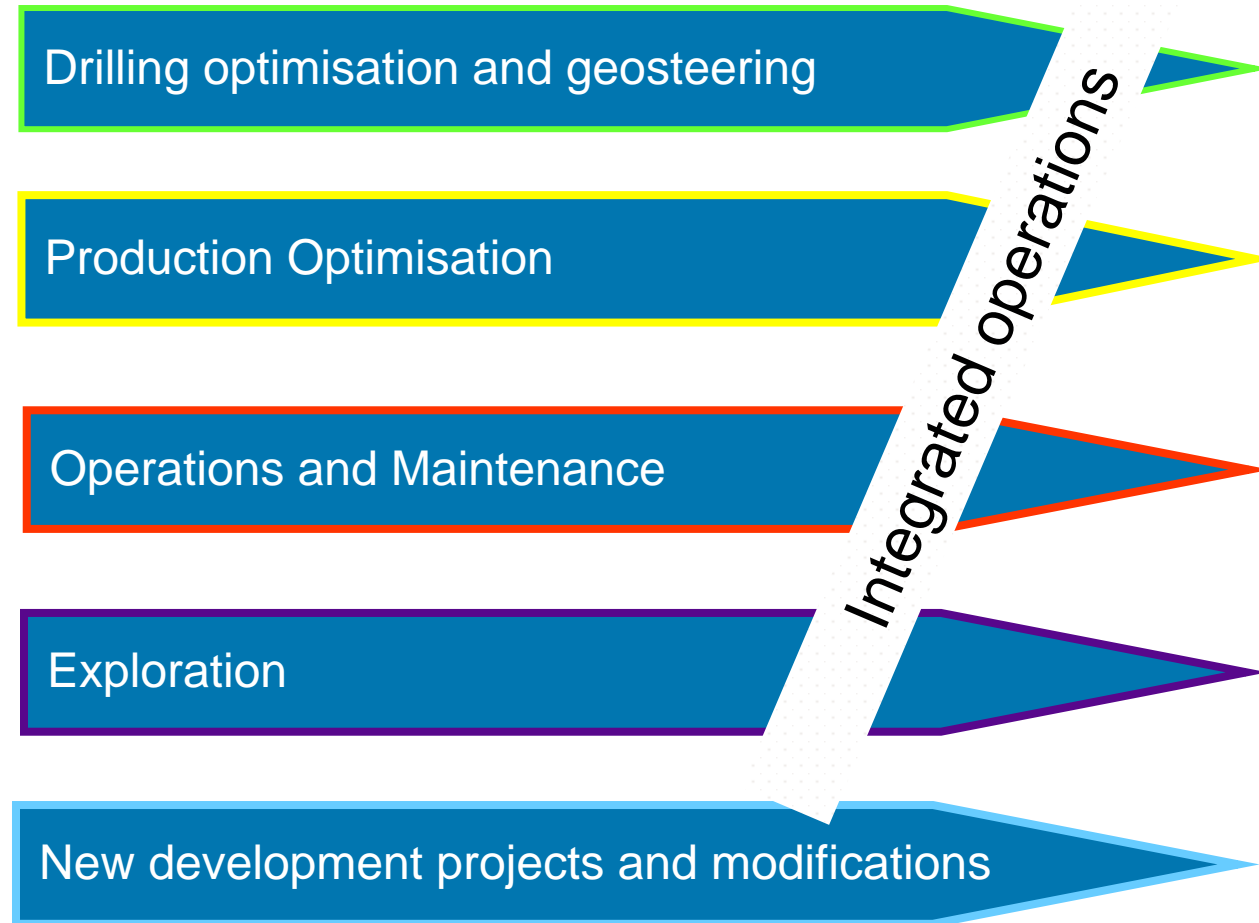 Drilling optimisation and geosteering
Production Optimisation
Operations and Maintenance
Exploration
New development projects and modifications
Integrated operations